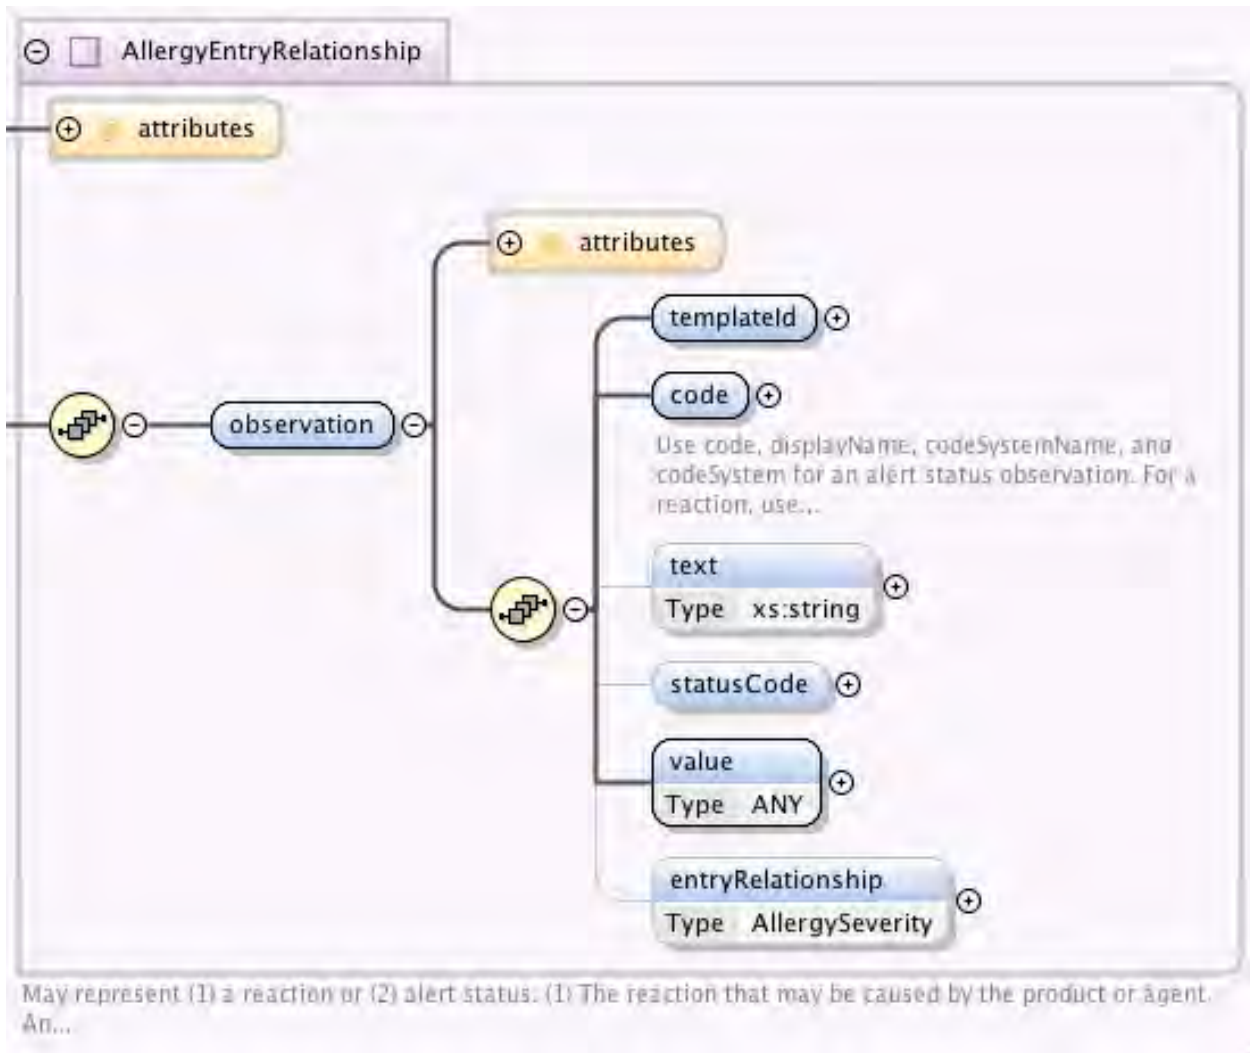 AllergyEntryRelationship
attributes
attributes
templateId
code
observation
Use code, displayName, codeSystemName, and
codeSystem for an alert status observation. For a
reaction, use...
text
Type xs:string
statusCode
value
Type ANY
entryRelationship
Type AllergySeverity
May represent (1) a reaction or (2) alert status: (1) The reaction that may be caused by the product or agent.
An...